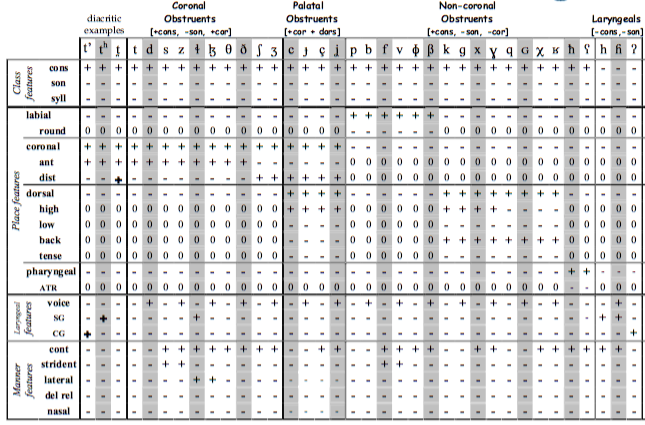 Coronal Palatal Non-coronal
diacritic Obstruents Obstruents Obstruents Laryngeals
examples [+cons, -son, +cor] [+cor + dors] [+cons, -son, -cor] [-cons,-son]
t’ tʰ t̪ t d s z ɬ ɮ θ ð ʃ ʒ c ɟ ç ʝ p b f v ɸ β k g x ɣ q ɢ χ ʁ ħ ʕ h ɦ ʔ
Class features
cons + + + + + + + + + + + + + + + + + + + + + + + + + + + + + + + + + - - -
son - - - - - - - - - - - - - - - - - - - - - - - - - - - - - - - - - - - -
syll - - - - - - - - - - - - - - - - - - - - - - - - - - - - - - - - - - - -
Place features
labial - - - - - - - - - - - - - - - - - + + + + + + - - - - - - - - - - - - -
round 0 0 0 0 0 0 0 0 0 0 0 0 0 0 0 0 0 - - - - - - 0 0 0 0 0 0 0 0 0 0 0 0 0
coronal + + + + + + + + + + + + + + + + + - - - - - - - - - - - - - - - - - - -
ant + + + + + + + + + + + - - - - - - 0 0 0 0 0 0 0 0 0 0 0 0 0 0 0 0 0 0 0
dist - - + - - - - - - - - + + + + + + 0 0 0 0 0 0 0 0 0 0 0 0 0 0 0 0 0 0 0
dorsal - - - - - - - - - - - - - + + + + - - - - - - + + + + + + + + - - - - -
high 0 0 0 0 0 0 0 0 0 0 0 0 0 + + + + 0 0 0 0 0 0 + + + + - - - - 0 0 0 0 0
low 0 0 0 0 0 0 0 0 0 0 0 0 0 - - - - 0 0 0 0 0 0 - - - - - - - - 0 0 0 0 0
back 0 0 0 0 0 0 0 0 0 0 0 0 0 - - - - 0 0 0 0 0 0 + + + + + + + + 0 0 0 0 0
tense 0 0 0 0 0 0 0 0 0 0 0 0 0 - - - - 0 0 0 0 0 0 - - - - - - - - 0 0 0 0 0
pharyngeal - - - - - - - - - - - - - - - - - - - - - - - - - - - - - - - + + - - -
ATR 0 0 0 0 0 0 0 0 0 0 0 0 0 0 0 0 0 0 0 0 0 0 0 0 0 0 0 0 0 0 0 - - 0 0 0
Laryngeal features
voice - - - - + - + - + - + - + - + - + - + - + - + - + - + - + - + - + - + -
SG - + - - - - - + - - - - - - - - - - - - - - - - - - - - - - - - - + + -
CG + - - - - - - - - - - - - - - - - - - - - - - - - - - - - - - - - - - +
Manner features
cont - - - - - + + + + + + + + - - + + - - + + + + - - + + - - + + + + + + -
strident - - - - - + + - - - - - - - - - - - - + + - - - - - - - - - - - - - - -
lateral - - - - - - - + + - - - - - - - - - - - - - - - - - - - - - - - - - - -
del rel - - - - - - - - - - - - - - - - - - - - - - - - - - - - - - - - - - - -
nasal - - - - - - - - - - - - - - - - - - - - - - - - - - - - - - - - - - - -